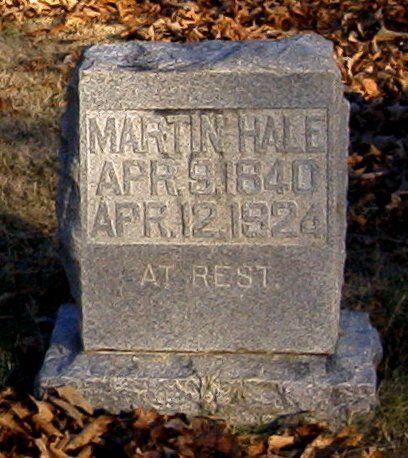 MARTIN HALE
APR. 9. 1840
APR. 12. 1924
AT REST.